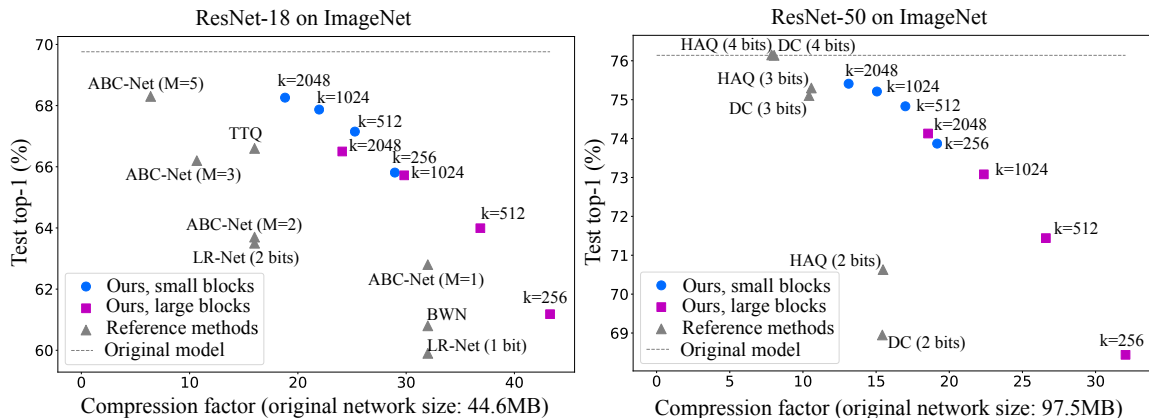 ResNet-18 on ImageNet
70
68
66
64
62
60
Test top-1 (%)
ABC-Net (M=5)
k=2048
k=1024
TTQ
k=512
k=2048
ABC-Net (M=3)
k=256
k=1024
ABC-Net (M=2)
LR-Net (2 bits)
k=512
ABC-Net (M=1)
k=256
BWN
LR-Net (1 bit)
Ours, small blocks
Ours, large blocks
Reference methods
Original model
0 10 20 30 40
Compression factor (original network size: 44.6MB)
ResNet-50 on ImageNet
76
75
74
73
72
71
70
69
Test top-1 (%)
HAQ (4 bits) DC (4 bits)
k=2048
HAQ (3 bits)
k=1024
DC (3 bits)
k=512
k=2048
k=256
k=1024
k=512
HAQ (2 bits)
DC (2 bits)
k=256
Ours, small blocks
Ours, large blocks
Reference methods
Original model
0 5 10 15 20 25 30
Compression factor (original network size: 97.5MB)